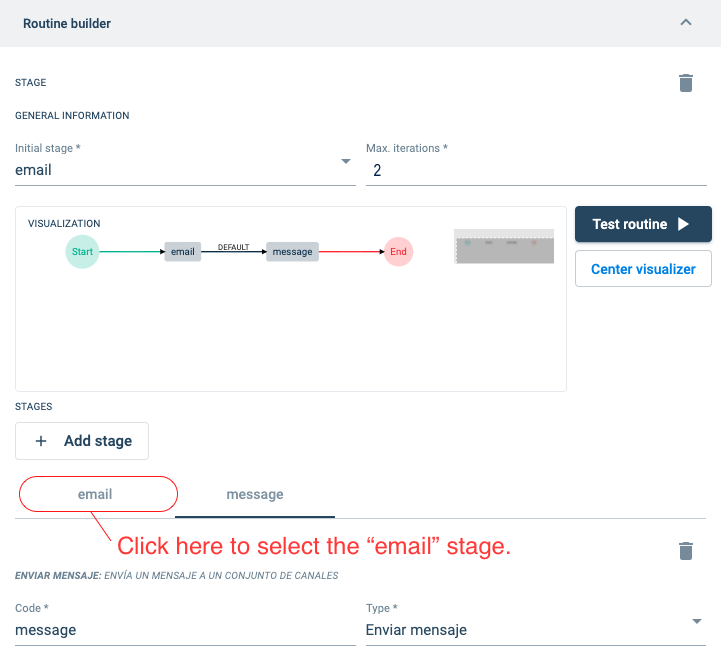 Routine builder
STAGE
GENERAL INFORMATION
Initial stage *
email
Max. iterations *
2
VISUALIZATION
Start
email
DEFAULT
message
End
Test routine
Center visualizer
STAGES
+ Add stage
email
message
Click here to select the “email” stage.
ENVIAR MENSAJE: ENVÍA UN MENSAJE A UN CONJUNTO DE CANALES
Code *
message
Type *
Enviar mensaje